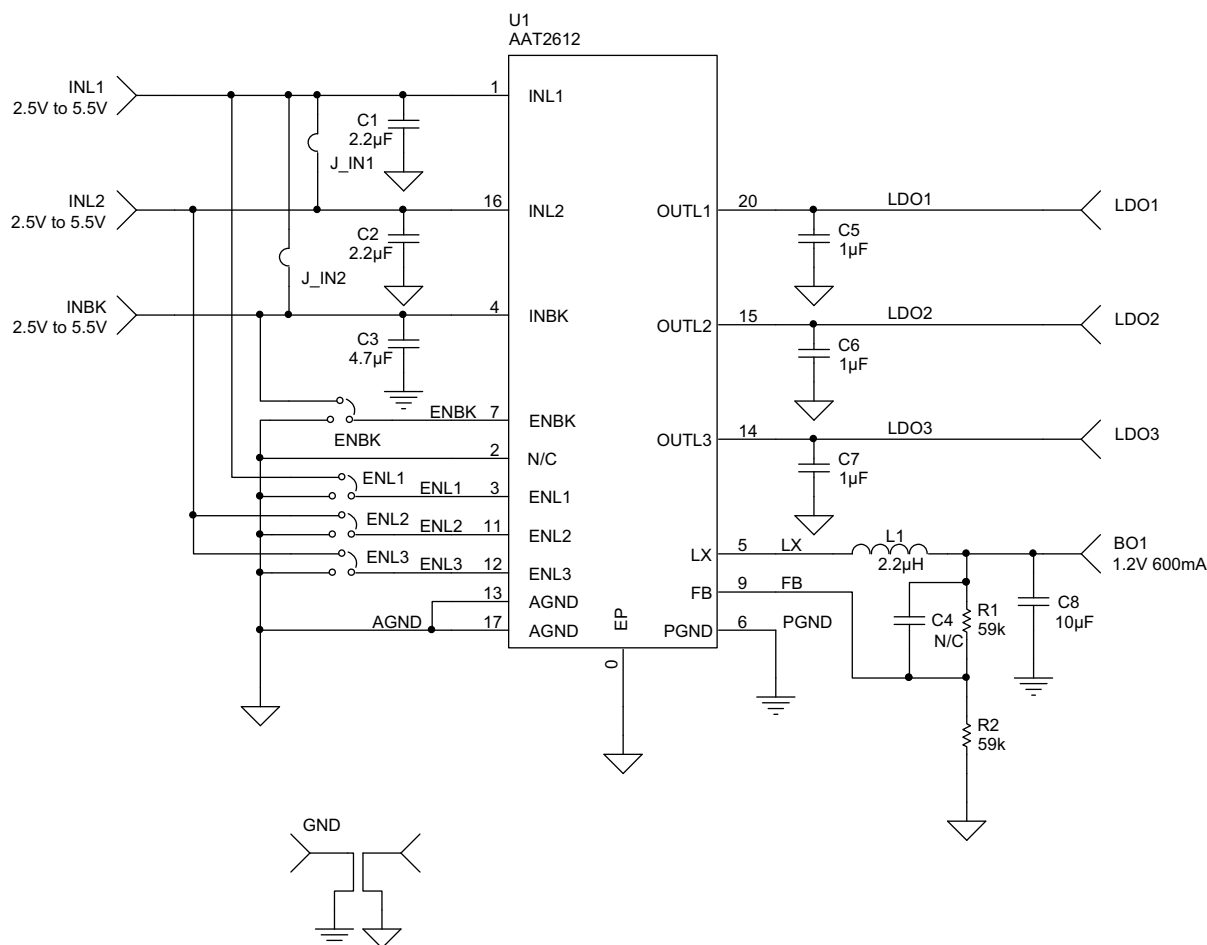 U1
AAT2612
INL1
2.5V to 5.5V
1
INL1
C1
2.2µF
J_IN1
INL2
2.5V to 5.5V
16
INL2
C2
2.2µF
J_IN2
INBK
2.5V to 5.5V
4
INBK
C3
4.7µF
ENBK
7
ENBK
ENBK
2
N/C
ENL1
ENL1
3
ENL1
ENL2
ENL2
11
ENL2
ENL3
ENL3
12
ENL3
13
AGND
AGND
17
AGND
EP
0
OUTL1
20
LDO1
LDO1
C5
1µF
OUTL2
15
LDO2
LDO2
C6
1µF
OUTL3
14
LDO3
LDO3
C7
1µF
LX
5
LX
L1
2.2µH
BO1
1.2V 600mA
FB
9
FB
C4
N/C
R1
59k
C8
10µF
PGND
6
PGND
R2
59k
GND